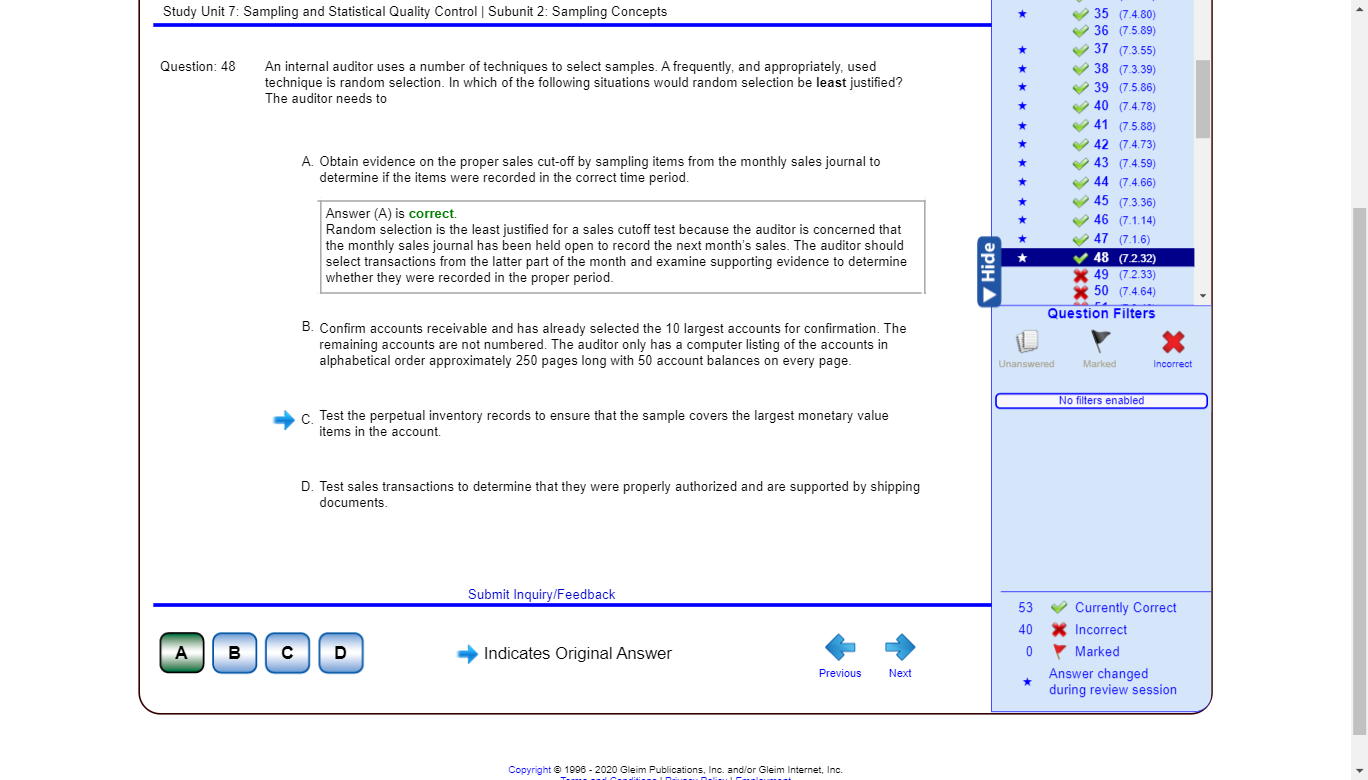 Study Unit 7: Sampling and Statistical Quality Control | Subunit 2: Sampling Concepts
Question: 48
An internal auditor uses a number of techniques to select samples. A frequently, and appropriately, used
technique is random selection. In which of the following situations would random selection be least justified?
The auditor needs to
A. Obtain evidence on the proper sales cut-off by sampling items from the monthly sales journal to
determine if the items were recorded in the correct time period.
Answer (A) is correct.
Random selection is the least justified for a sales cutoff test because the auditor is concerned that
the monthly sales journal has been held open to record the next month's sales. The auditor should
select transactions from the latter part of the month and examine supporting evidence to determine
whether they were recorded in the proper period.
B. Confirm accounts receivable and has already selected the 10 largest accounts for confirmation. The
remaining accounts are not numbered. The auditor only has a computer listing of the accounts in
alphabetical order approximately 250 pages long with 50 account balances on every page.
C. Test the perpetual inventory records to ensure that the sample covers the largest monetary value
items in the account.
D. Test sales transactions to determine that they were properly authorized and are supported by shipping
documents.
Submit Inquiry/Feedback
A B C D
Indicates Original Answer
Previous
Next
35 (7.4.80)
36 (7.5.89)
37 (7.3.55)
38 (7.3.39)
39 (7.5.86)
40 (7.4.78)
41 (7.5.88)
42 (7.4.73)
43 (7.4.59)
44 (7.4.66)
45 (7.3.36)
46 (7.1.14)
47 (7.1.6)
48 (7.2.32)
49 (7.2.33)
50 (7.4.64)
Hide
Question Filters
Unanswered
Marked
Incorrect
No filters enabled
53 Currently Correct
40 Incorrect
0 Marked
Answer changed
during review session
Copyright © 1996 - 2020 Gleim Publications, Inc. and/or Gleim Internet, Inc.
Terms and Conditions | Privacy Policy | Employment